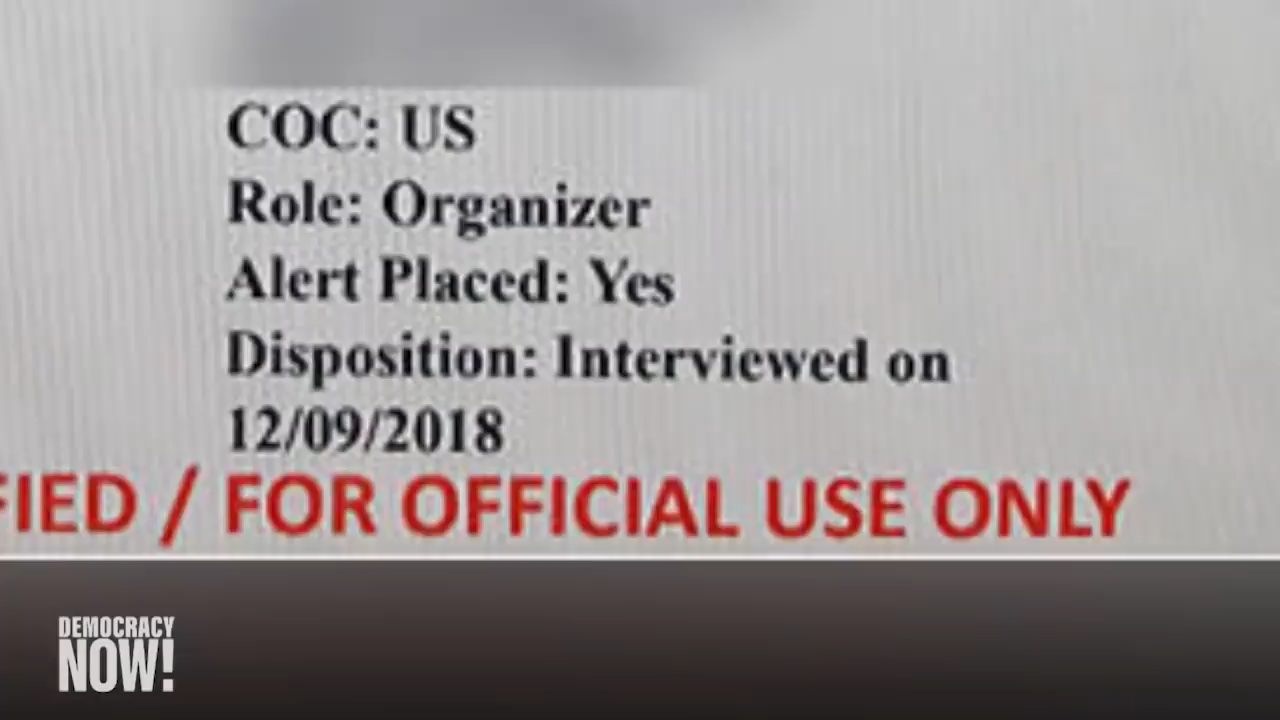 COC: US
Role: Organizer
Alert Placed: Yes
Disposition: Interviewed on
12/09/2018
FIED / FOR OFFICIAL USE ONLY
DEMOCRACY
NOW!